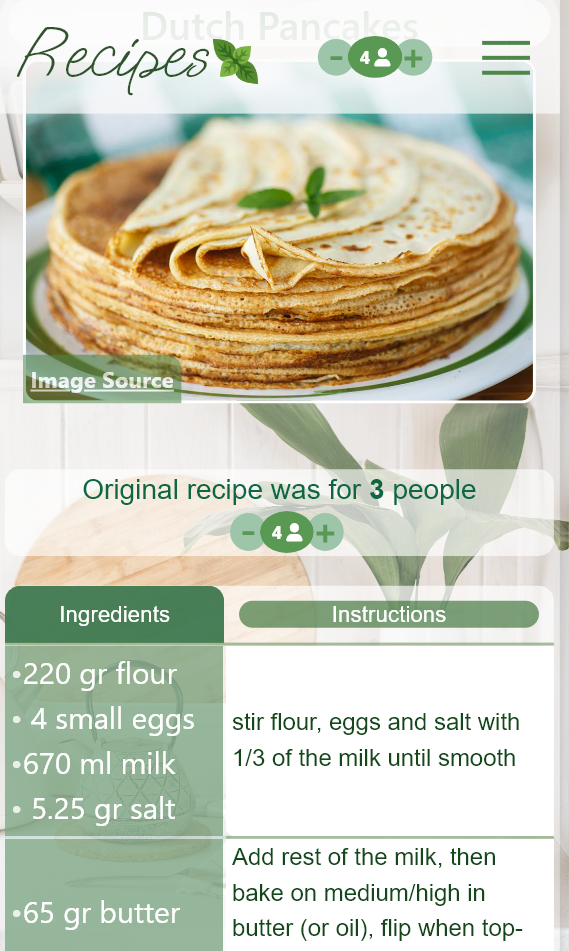 Dutch Pancakes
Recipes
- 4 +
Image Source
Original recipe was for 3 people
- 4 +
Ingredients
Instructions
•220 gr flour
• 4 small eggs
•670 ml milk
• 5.25 gr salt
stir flour, eggs and salt with
1/3 of the milk until smooth
•65 gr butter
Add rest of the milk, then
bake on medium/high in
butter (or oil), flip when top-